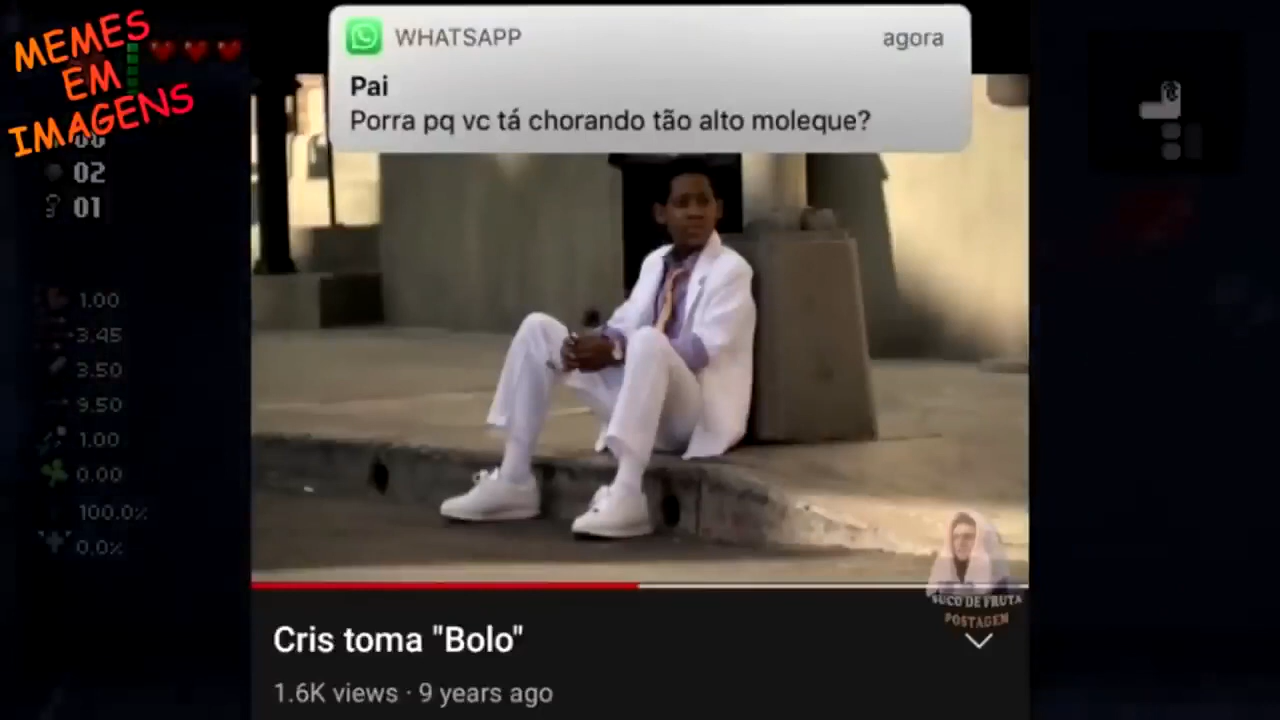 MEMES
EM
IMAGENS
WHATSAPP
agora
Pai
Porra pq vc tá chorando tão alto moleque?
02
01
1.00
-3.45
3.50
9.50
1.00
0.00
100.0%
0.0%
SUCO DE FRUTA
POSTAGEM
Cris toma "Bolo"
1.6K views · 9 years ago